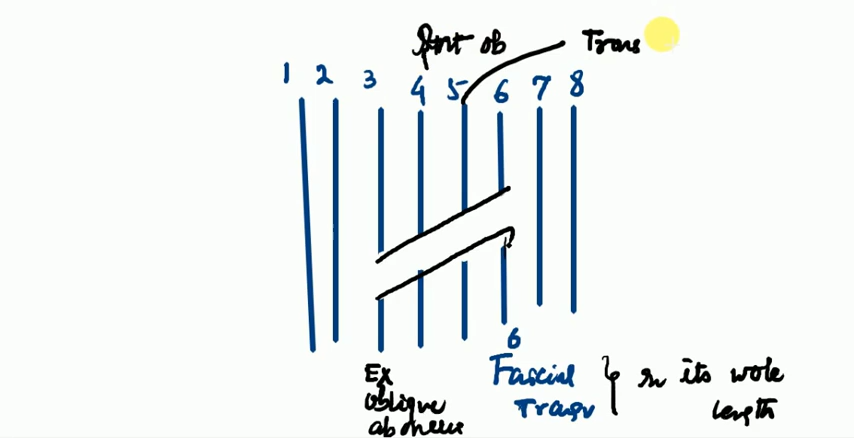 Int ob Trans
1 2 3 4 5 6 7 8
6
Ex
oblique
Fascial
Transv
in its wole
length